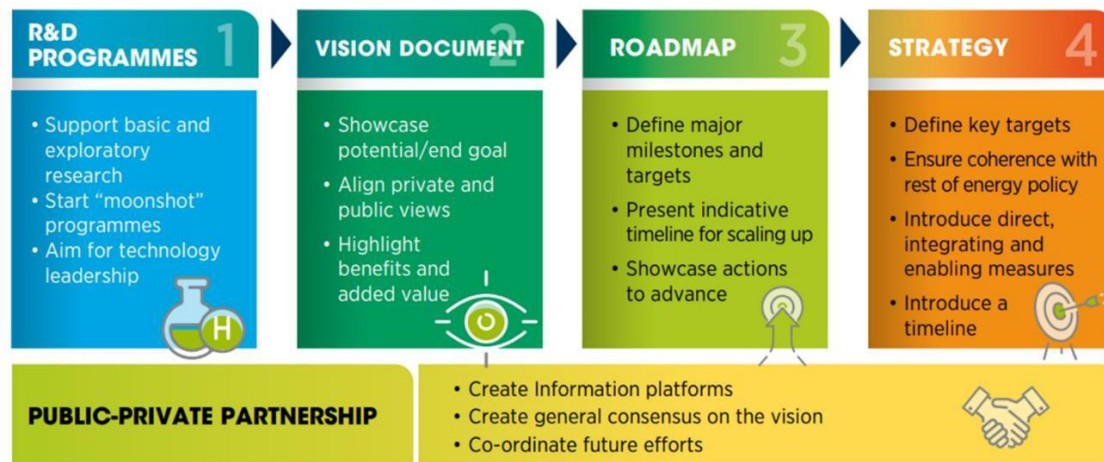 R&D
PROGRAMMES
1
• Support basic and
exploratory
research
• Start “moonshot”
programmes
• Aim for technology
leadership
H
VISION DOCUMENT
2
• Showcase
potential/end goal
• Align private and
public views
• Highlight
benefits and
added value
ROADMAP
3
• Define major
milestones and
targets
• Present indicative
timeline for scaling up
• Showcase actions
to advance
STRATEGY
4
• Define key targets
• Ensure coherence with
rest of energy policy
• Introduce direct,
integrating and
enabling measures
• Introduce a
timeline
PUBLIC-PRIVATE PARTNERSHIP
• Create Information platforms
• Create general consensus on the vision
• Co-ordinate future efforts